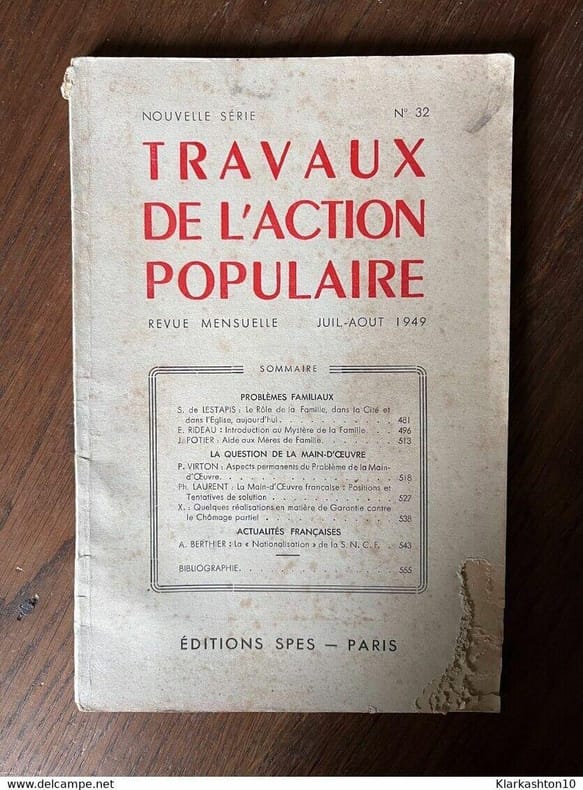 NOUVELLE SÉRIE N° 32
TRAVAUX
DE L'ACTION
POPULAIRE
REVUE MENSUELLE JUIL-AOUT 1949
SOMMAIRE
PROBLÈMES FAMILIAUX
S. de LESTAPIS : Le Rôle de la Famille, dans la Cité et
dans l'Église, aujourd'hui . . . . . . . . . . . . 481
E. RIDEAU : Introduction au Mystère de la Famille. . . 496
J. POTIER : Aide aux Mères de Famille. . . . . . . . 513
LA QUESTION DE LA MAIN-D'ŒUVRE
P. VIRTON : Aspects permanents du Problème de la Main-
d'Œuvre. . . . . . . . . . . . . . . . . . 518
Ph. LAURENT : La Main-d'Œuvre française : Positions et
Tentatives de solution . . . . . . . . . . . . 527
X. : Quelques réalisations en matière de Garantie contre
le Chômage partiel . . . . . . . . . . . . . 538
ACTUALITÉS FRANÇAISES
A. BERTHIER : La « Nationalisation » de la S. N. C. F. . 543
BIBLIOGRAPHIE. . . . . . . . . . . . . . . . 555
ÉDITIONS SPES — PARIS
www.delcampe.net Klarkashton10